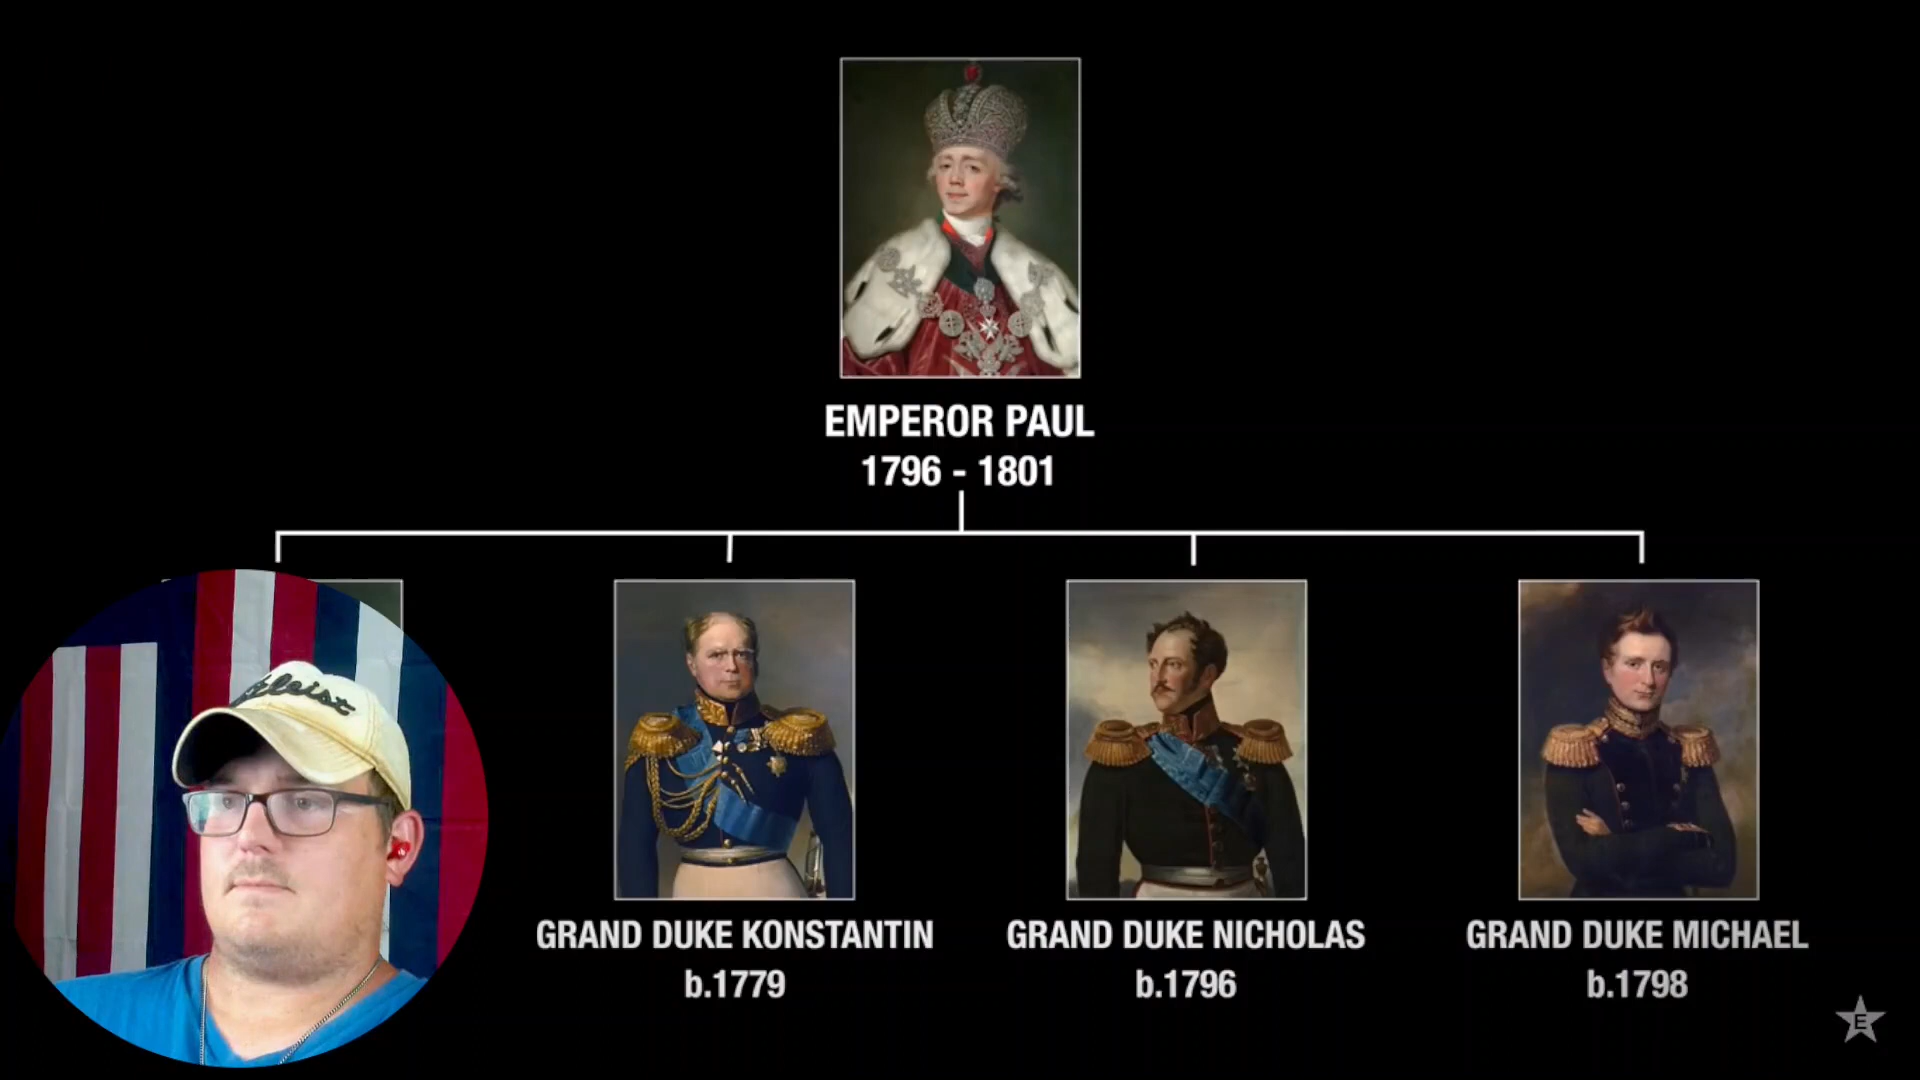 EMPEROR PAUL
1796 - 1801
GRAND DUKE KONSTANTIN
b.1779
GRAND DUKE NICHOLAS
b.1796
GRAND DUKE MICHAEL
b.1798
E